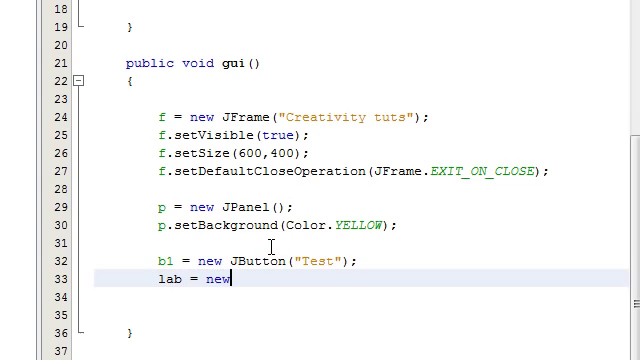 18
19 }
20
21 public void gui()
22 {
23
24 f = new JFrame("Creativity tuts");
25 f.setVisible(true);
26 f.setSize(600,400);
27 f.setDefaultCloseOperation(JFrame.EXIT_ON_CLOSE);
28
29 p = new JPanel();
30 p.setBackground(Color.YELLOW);
31
32 b1 = new JButton("Test");
33 lab = new
34
35
36 }
37